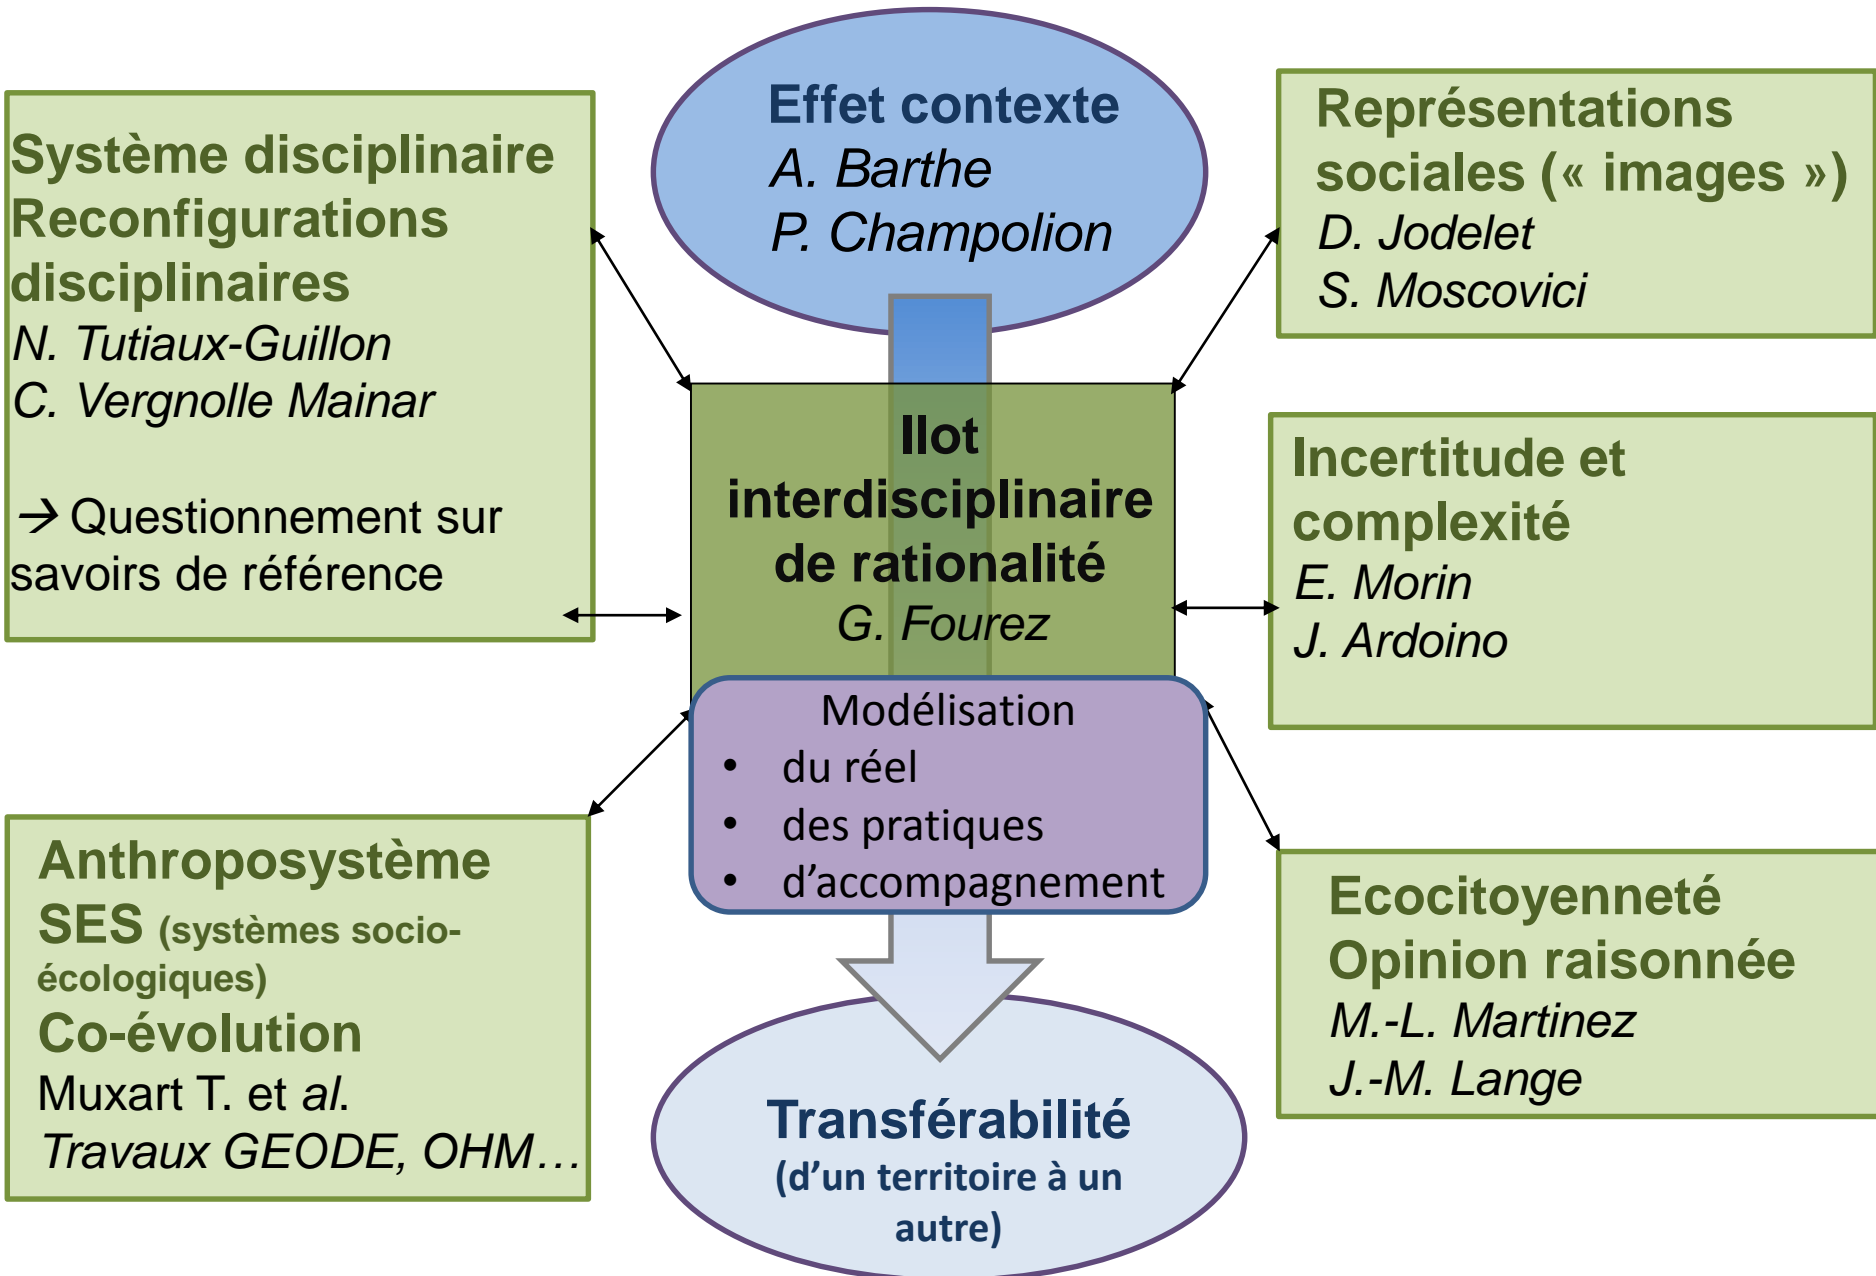 Effet contexte
A. Barthe
P. Champolion
Système disciplinaire
Reconfigurations
disciplinaires
N. Tutiaux-Guillon
C. Vergnolle Mainar
→ Questionnement sur
savoirs de référence
Représentations
sociales (« images »)
D. Jodelet
S. Moscovici
Ilot
interdisciplinaire
de rationalité
G. Fourez
Incertitude et
complexité
E. Morin
J. Ardoino
Modélisation
• du réel
• des pratiques
• d’accompagnement
Anthroposystème
SES (systèmes socio-
écologiques)
Co-évolution
Muxart T. et al.
Travaux GEODE, OHM…
Ecocitoyenneté
Opinion raisonnée
M.-L. Martinez
J.-M. Lange
Transférabilité
(d’un territoire à un
autre)